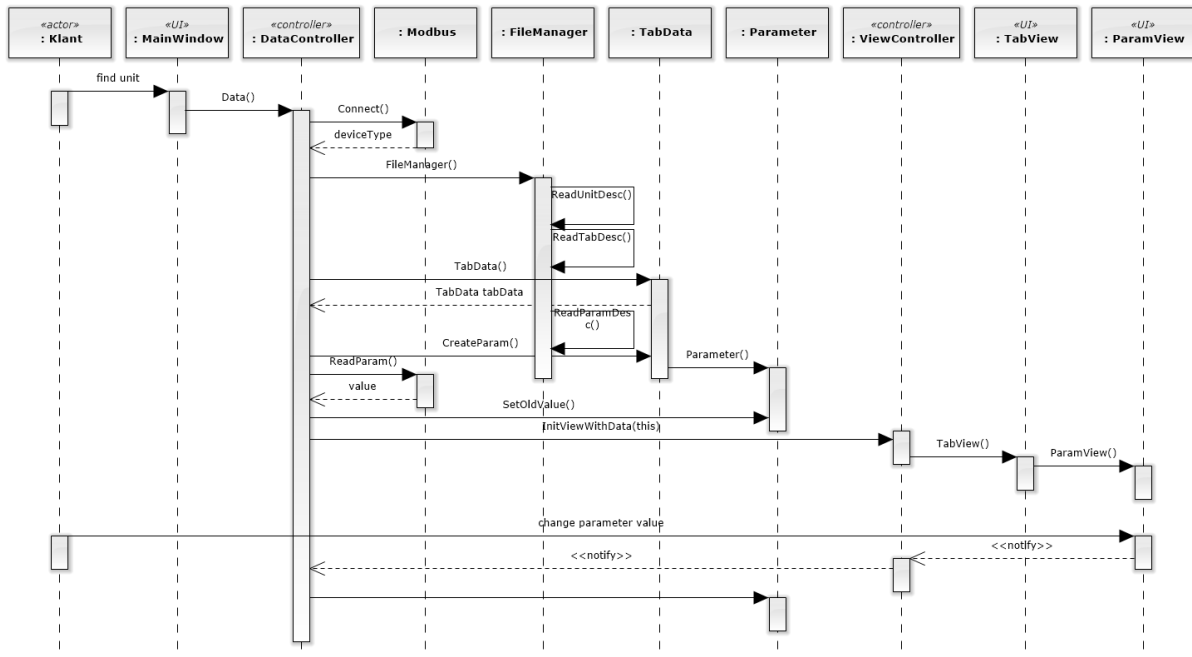 «actor»
: Klant
«UI»
: MainWindow
«controller»
: DataController
: Modbus
: FileManager
: TabData
: Parameter
«controller»
: ViewController
«UI»
: TabView
«UI»
: ParamView
find unit
Data()
Connect()
deviceType
FileManager()
ReadUnitDesc()
ReadTabDesc()
TabData()
TabData tabData
ReadParamDes
c()
CreateParam()
Parameter()
ReadParam()
value
SetOldValue()
InitViewWithData(this)
TabView()
ParamView()
change parameter value
<<notify>>
<<notify>>